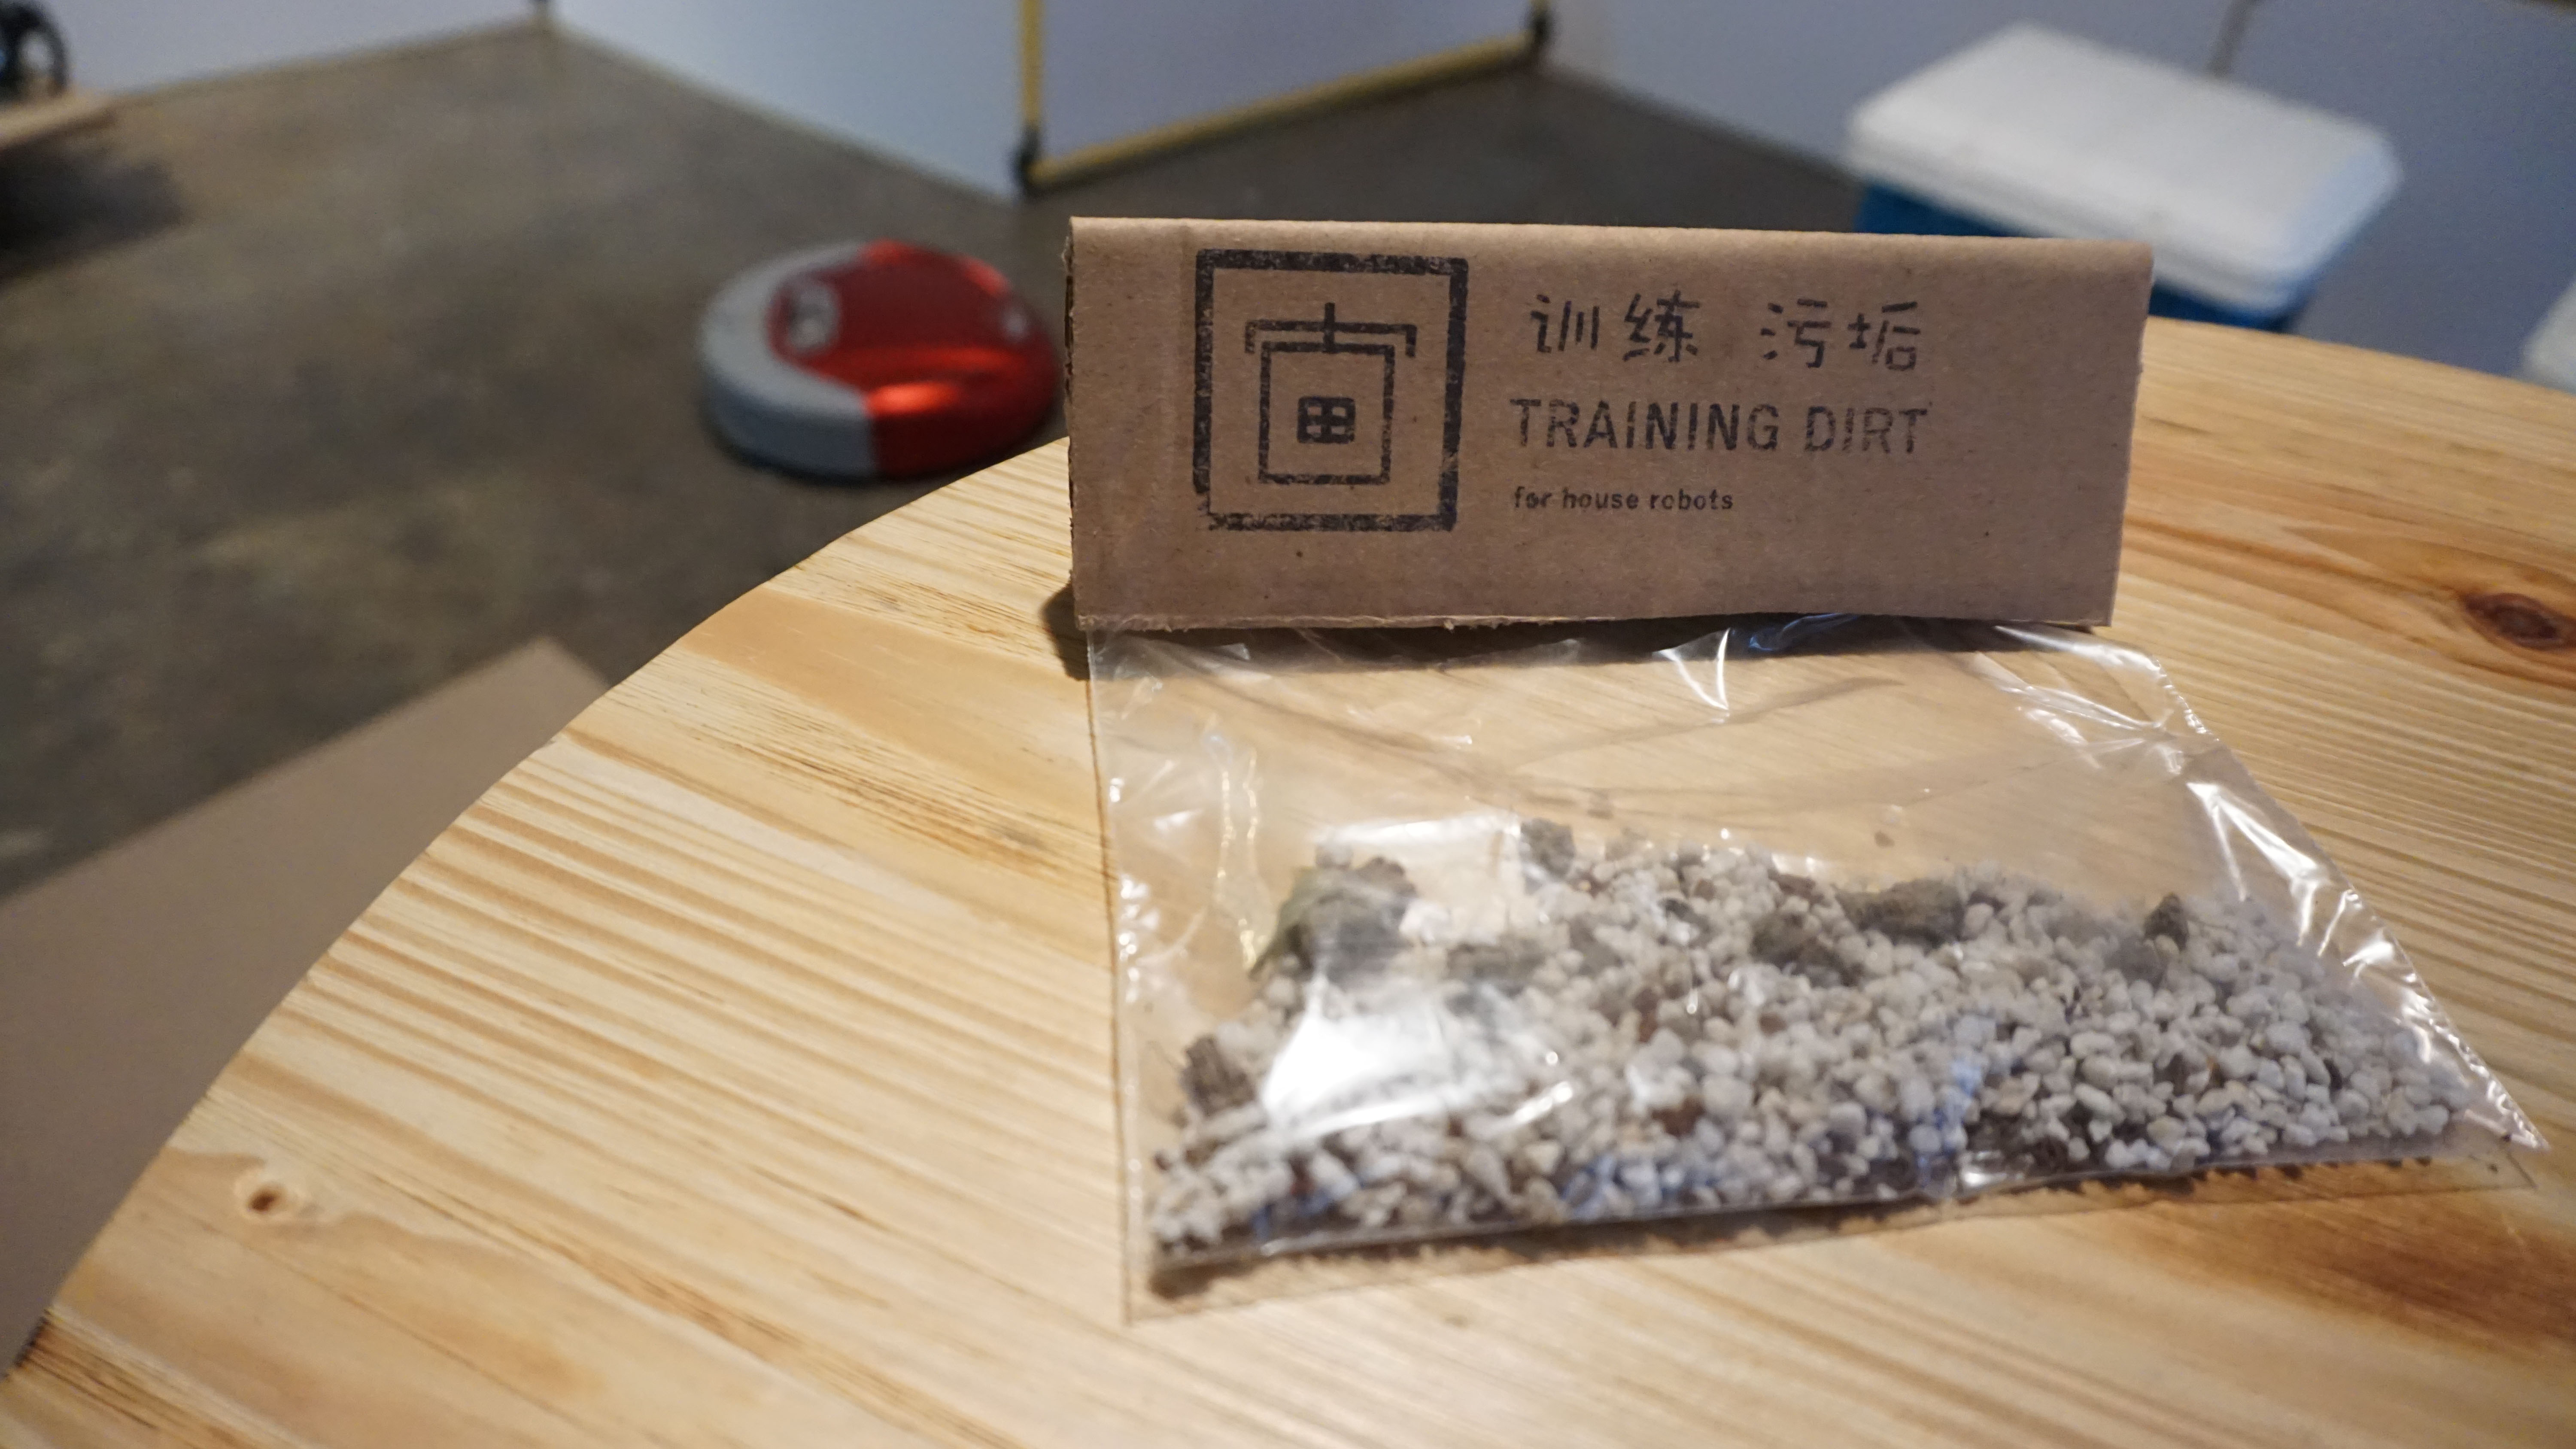 训练 污垢
TRAINING DIRT
for house robots